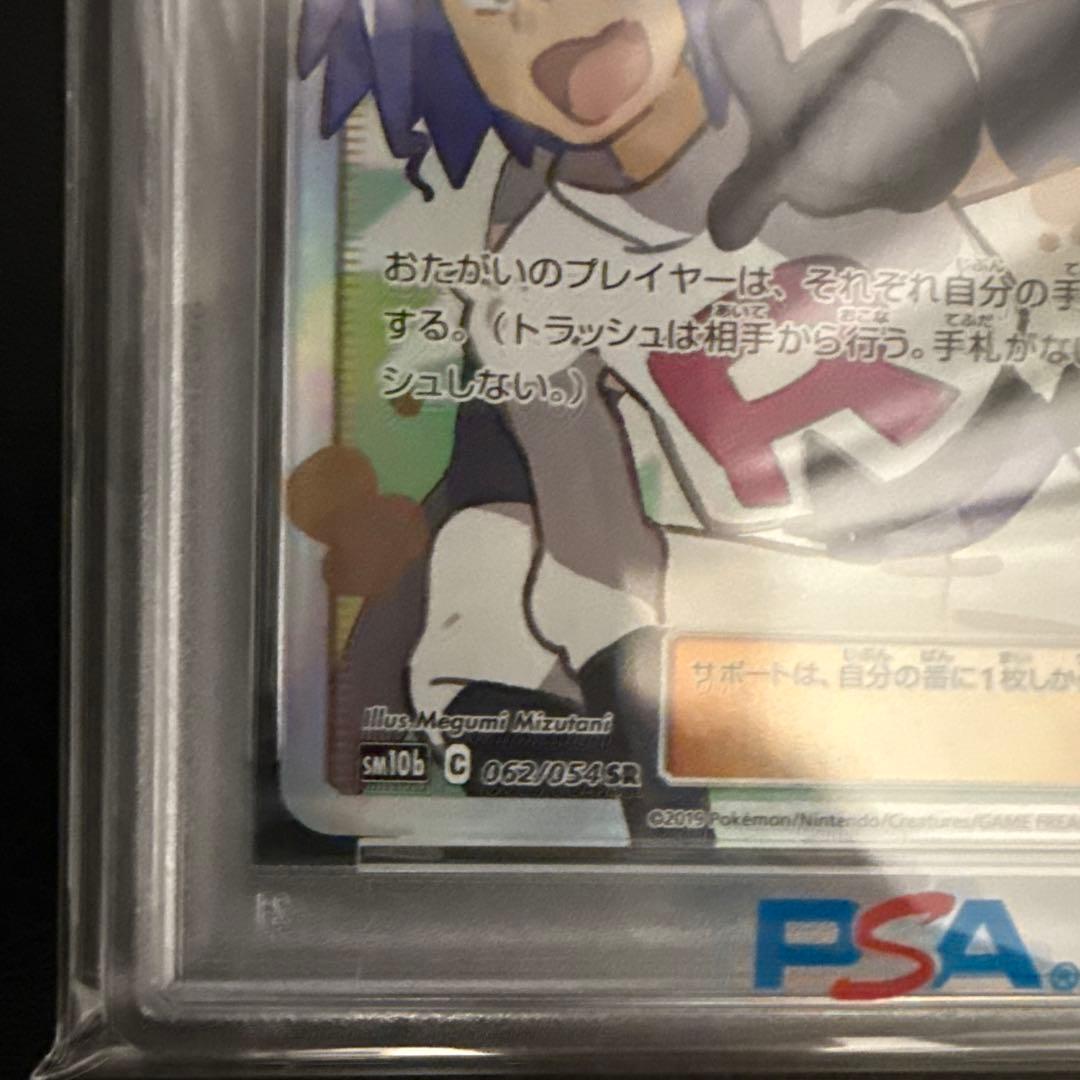 おたがいのプレイヤーは、それぞれ自分の手
する。（トラッシュは相手から行う。手札がな
シュしない。）
サポートは、自分の番に1枚しか
Illus. Megumi Mizutani
SM10b C 062/054 SR
©2019 Pokémon/Nintendo/Creatures/GAME FREA
PSA®